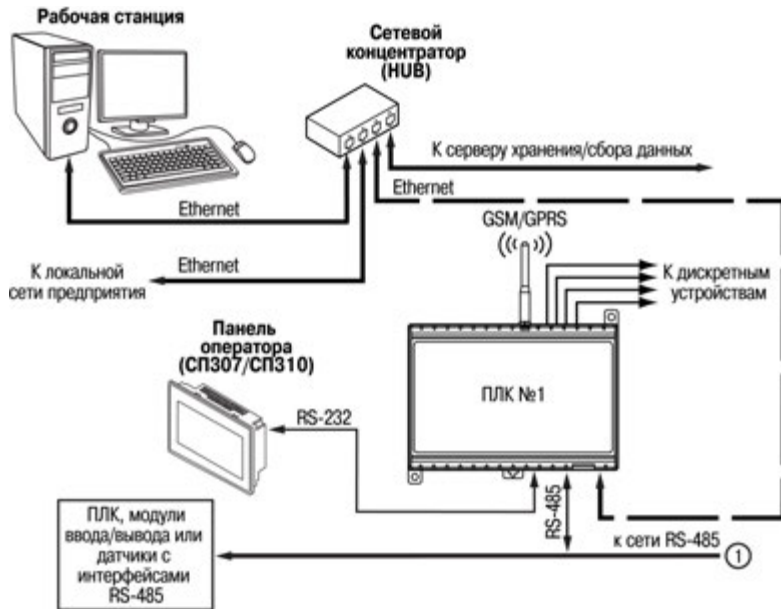 Рабочая станция
Сетевой
концентратор
(HUB)
К серверу хранения/сбора данных
Ethernet
Ethernet
GSM/GPRS
К локальной
сети предприятия
Ethernet
К дискретным
устройствам
Панель
оператора
(СП307/СП310)
ПЛК №1
RS-232
RS-485
ПЛК, модули
ввода/вывода или
датчики с
интерфейсами
RS-485
к сети RS-485
1